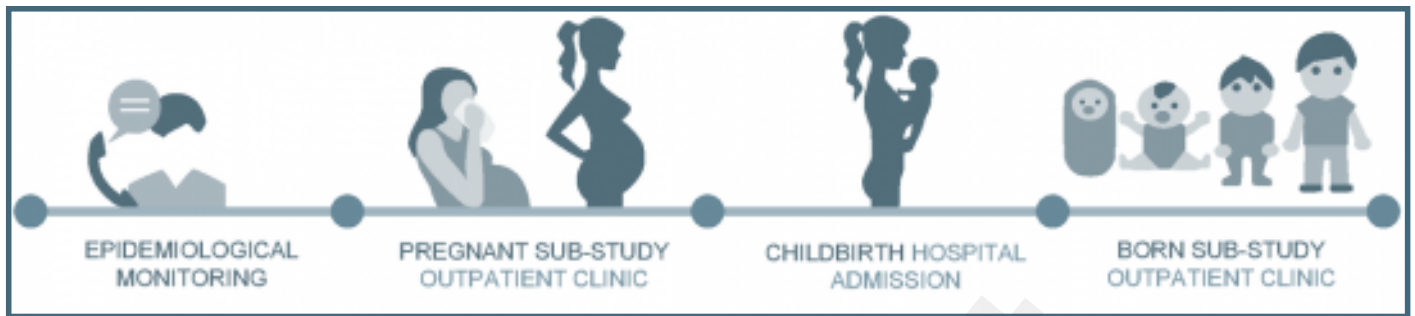 EPIDEMIOLOGICAL
MONITORING
PREGNANT SUB-STUDY
OUTPATIENT CLINIC
CHILDBIRTH HOSPITAL
ADMISSION
BORN SUB-STUDY
OUTPATIENT CLINIC